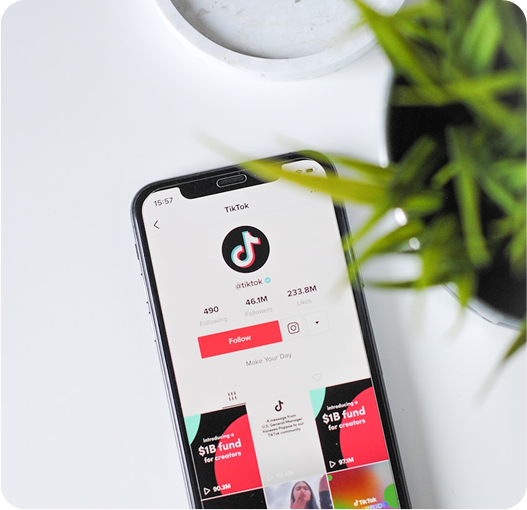 15:57
TikTok
@tiktok
490 46.1M 233.8M
Following Followers Likes
Follow
Make Your Day
Introducing a
$1B fund
for creators
90.3M
A message from
U.S. General Manager
Vanessa Pappas to our
TikTok community
Introducing a
$1B fund
for creators
97.1M
TikTok